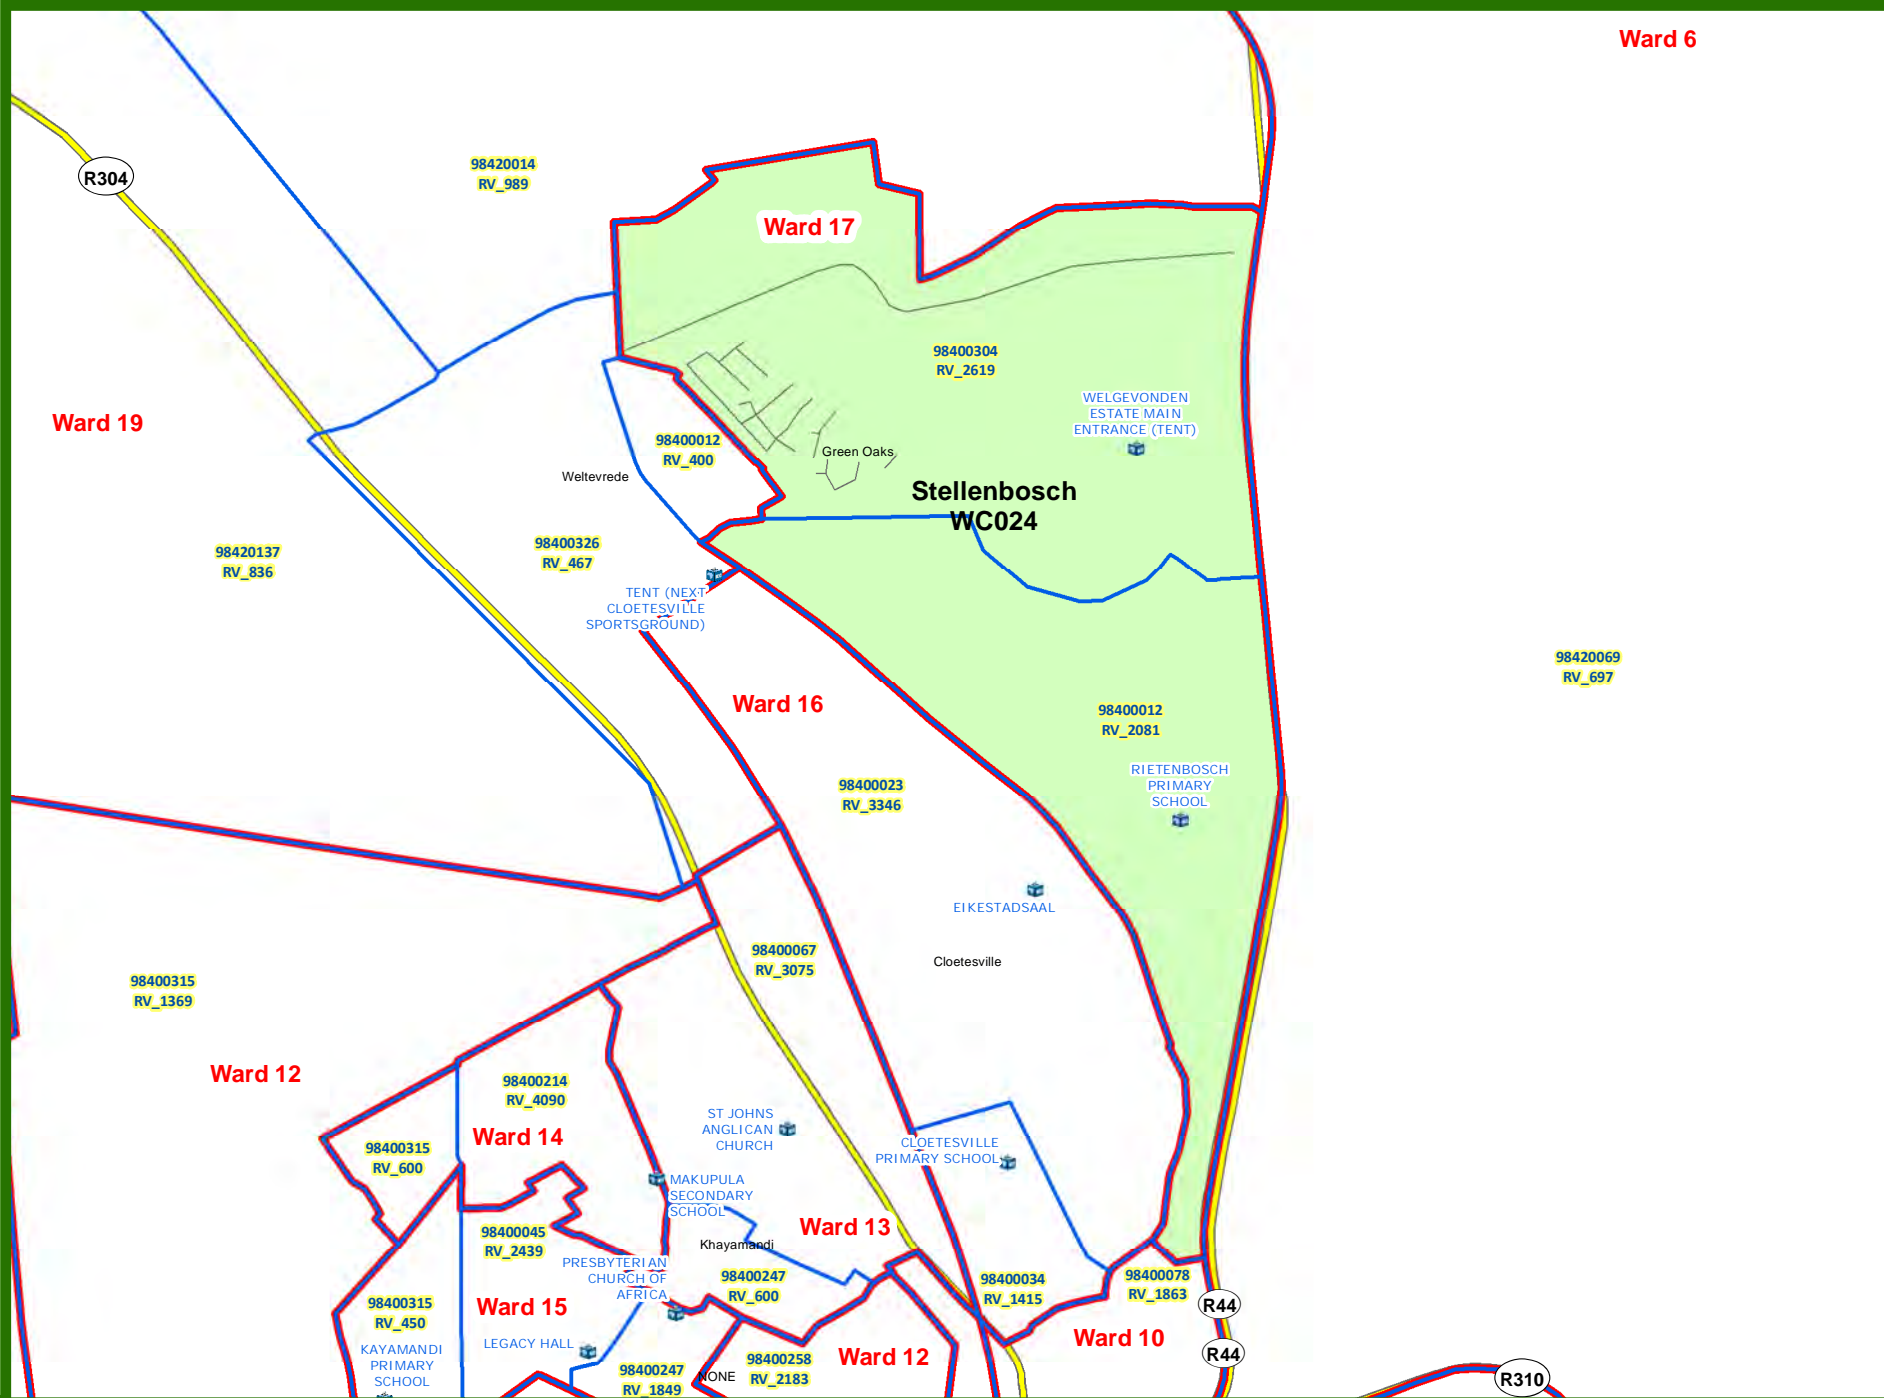 Ward 6
98420014
RV_989
R304
Ward 17
98400304
RV_2619
WELGEVONDEN
ESTATE MAIN
ENTRANCE (TENT)
Ward 19
98400012
RV_400
Green Oaks
Weltevrede
Stellenbosch
WC024
98400326
RV_467
98420137
RV_836
TENT (NEXT
CLOETESVILLE
SPORTSGROUND)
98420069
RV_697
Ward 16
98400012
RV_2081
RIETENBOSCH
PRIMARY
SCHOOL
98400023
RV_3346
EIKESTADSAAL
98400067
RV_3075
Cloetesville
98400315
RV_1369
Ward 12
98400214
RV_4090
ST JOHNS
ANGLICAN
CHURCH
Ward 14
98400315
RV_600
CLOETESVILLE
PRIMARY SCHOOL
MAKUPULA
SECONDARY
SCHOOL
98400045
RV_2439
Ward 13
Khayamandi
PRESBYTERIAN
CHURCH OF
AFRICA
98400247
RV_600
98400034
RV_1415
98400078
RV_1863
98400315
RV_450
Ward 15
R44
LEGACY HALL
Ward 10
R44
KAYAMANDI
PRIMARY
SCHOOL
98400258
RV_2183
Ward 12
98400247
RV_1849
NONE
R310